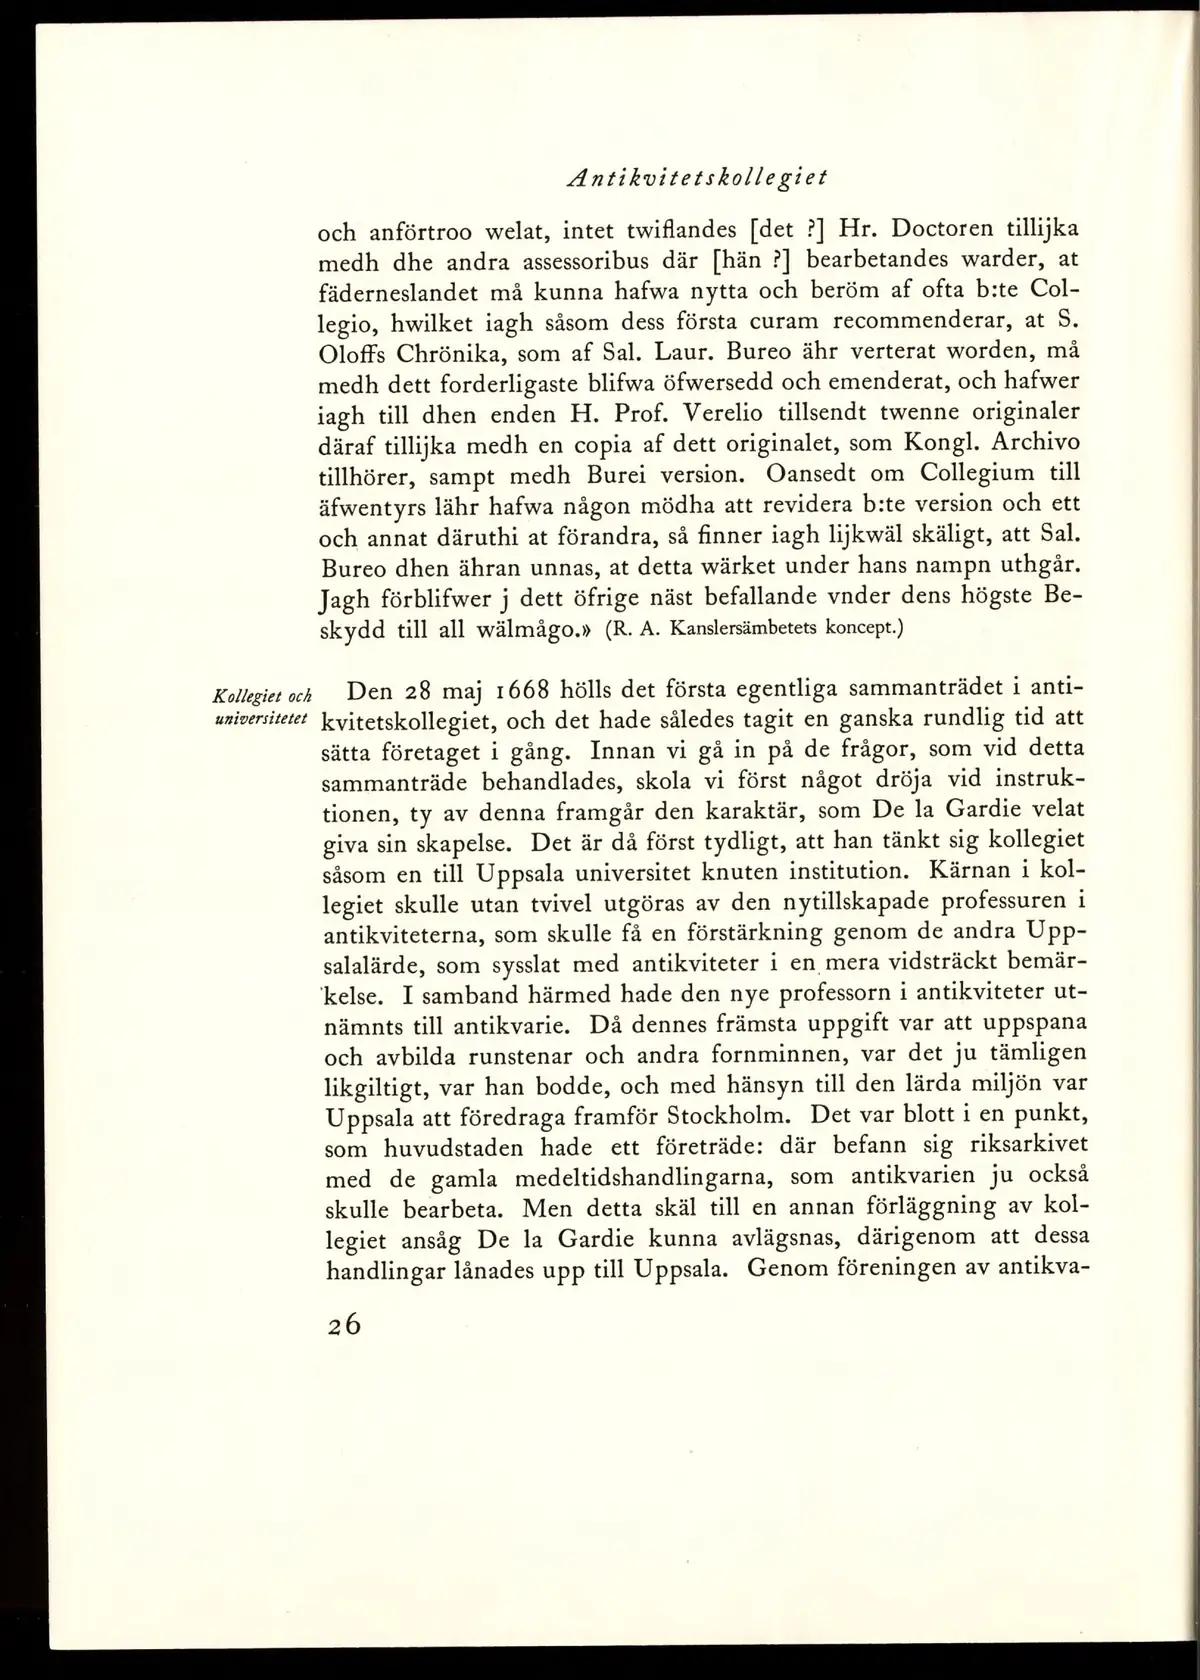 Antikvitetskollegiet
och anförtroo welat, intet twiflandes [det ?] Hr. Doctoren tillijka
medh dhe andra assessoribus där [hän ?] bearbetandes warder, at
fäderneslandet må kunna hafwa nytta och beröm af ofta b:te Col-
legio, hwilket iagh såsom dess första curam recommenderar, at S.
Oloffs Chrönika, som af Sal. Laur. Bureo ähr verterat worden, må
medh dett forderligaste blifwa öfwersedd och emenderat, och hafwer
iagh till dhen enden H. Prof. Verelio tillsendt twenne originaler
däraf tillijka medh en copia af dett originalet, som Kongl. Archivo
tillhörer, sampt medh Burei version. Oansedt om Collegium till
äfwentyrs lähr hafwa någon mödha att revidera b:te version och ett
och annat däruthi at förandra, så finner iagh lijkwäl skäligt, att Sal.
Bureo dhen ähran unnas, at detta wärket under hans nampn uthgår.
Jagh förblifwer j dett öfrige näst befallande vnder dens högste Be-
skydd till all wälmågo.» (R. A. Kanslersämbetets koncept.)
Kollegiet och
universitetet
Den 28 maj 1668 hölls det första egentliga sammanträdet i anti-
kvitetskollegiet, och det hade således tagit en ganska rundlig tid att
sätta företaget i gång. Innan vi gå in på de frågor, som vid detta
sammanträde behandlades, skola vi först något dröja vid instruk-
tionen, ty av denna framgår den karaktär, som De la Gardie velat
giva sin skapelse. Det är då först tydligt, att han tänkt sig kollegiet
såsom en till Uppsala universitet knuten institution. Kärnan i kol-
legiet skulle utan tvivel utgöras av den nytillskapade professuren i
antikviteterna, som skulle få en förstärkning genom de andra Upp-
salalärde, som sysslat med antikviteter i en mera vidsträckt bemär-
kelse. I samband härmed hade den nye professorn i antikviteter ut-
nämnts till antikvarie. Då dennes främsta uppgift var att uppspana
och avbilda runstenar och andra fornminnen, var det ju tämligen
likgiltigt, var han bodde, och med hänsyn till den lärda miljön var
Uppsala att föredraga framför Stockholm. Det var blott i en punkt,
som huvudstaden hade ett företräde: där befann sig riksarkivet
med de gamla medeltidshandlingarna, som antikvarien ju också
skulle bearbeta. Men detta skäl till en annan förläggning av kol-
legiet ansåg De la Gardie kunna avlägsnas, därigenom att dessa
handlingar lånades upp till Uppsala. Genom föreningen av antikva-
26